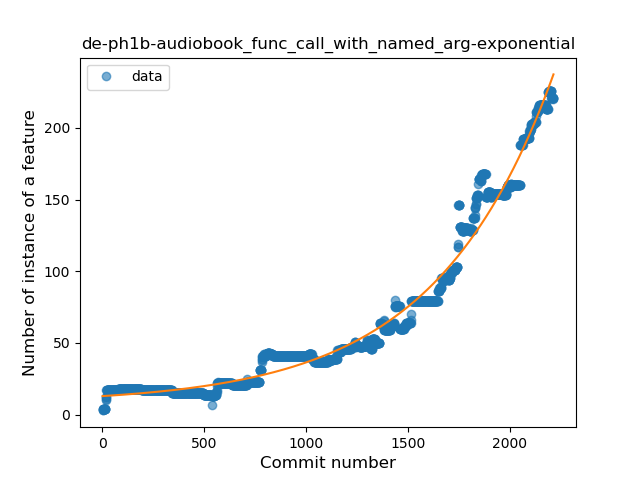 de-ph1b-audiobook_func_call_with_named_arg-exponential
data
Number of instance of a feature
200
150
100
50
0
0 500 1000 1500 2000
Commit number